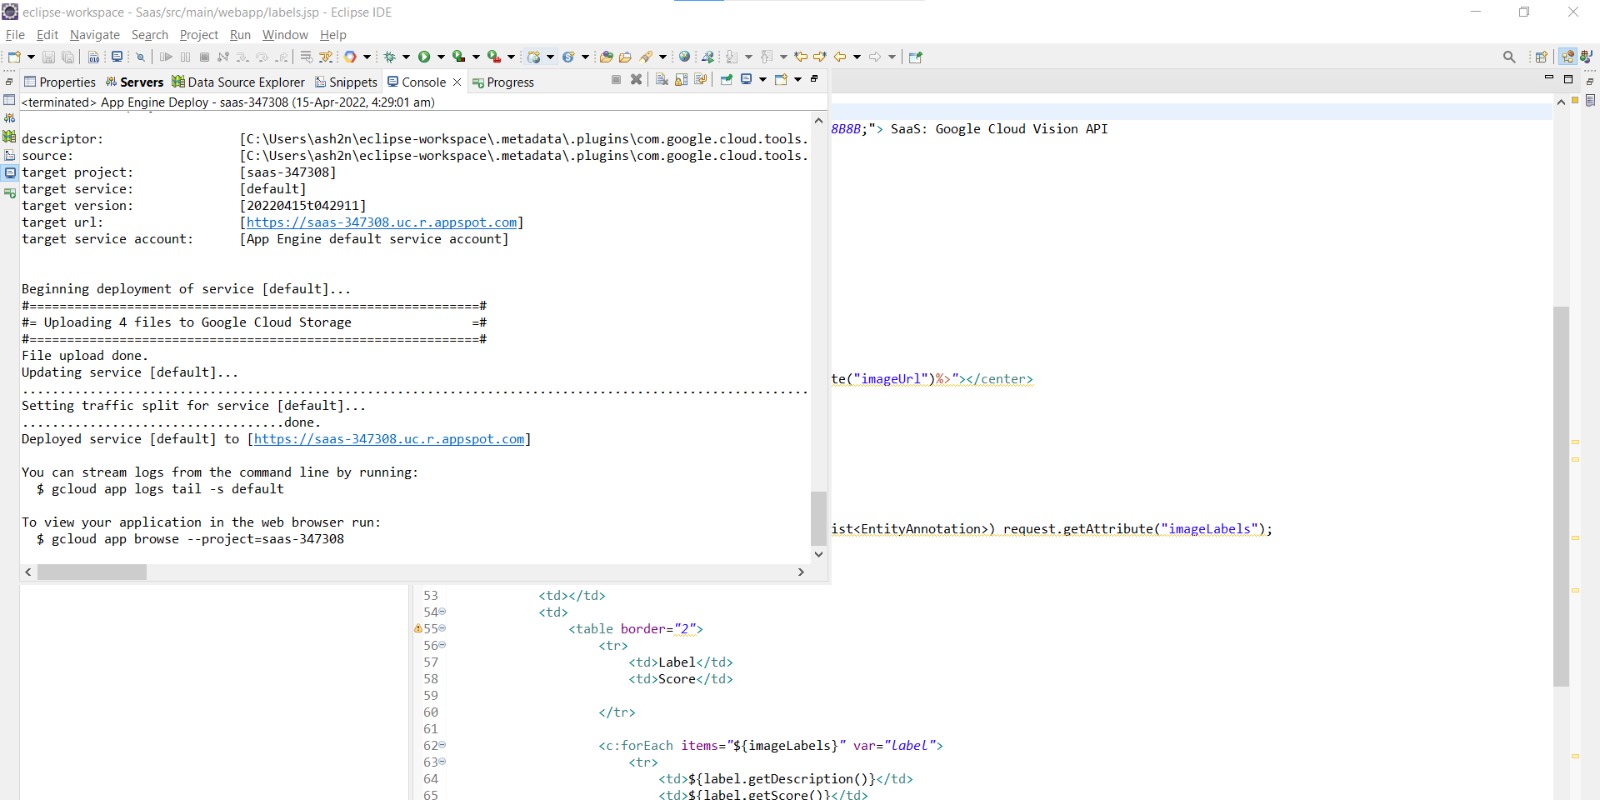 eclipse-workspace - Saas/src/main/webapp/labels.jsp - Eclipse IDE
File Edit Navigate Search Project Run Window Help
Properties Servers Data Source Explorer Snippets Console Progress
<terminated> App Engine Deploy - saas-347308 (15-Apr-2022, 4:29:01 am)
8B8B;"> SaaS: Google Cloud Vision API
descriptor: [C:\Users\ash2n\eclipse-workspace\.metadata\.plugins\com.google.cloud.tools.
source: [C:\Users\ash2n\eclipse-workspace\.metadata\.plugins\com.google.cloud.tools.
target project: [saas-347308]
target service: [default]
target version: [20220415t042911]
target url: [https://saas-347308.uc.r.appspot.com]
target service account: [App Engine default service account]
Beginning deployment of service [default]...
#============================================================#
#= Uploading 4 files to Google Cloud Storage =#
#============================================================#
File upload done.
Updating service [default]...
.........................................................................................................
te("imageUrl")%>"></center>
Setting traffic split for service [default]...
...................................done.
Deployed service [default] to [https://saas-347308.uc.r.appspot.com]
You can stream logs from the command line by running:
$ gcloud app logs tail -s default
To view your application in the web browser run:
$ gcloud app browse --project=saas-347308
ist<EntityAnnotation>) request.getAttribute("imageLabels");
53 <td></td>
54 <td>
55 <table border="2">
56 <tr>
57 <td>Label</td>
58 <td>Score</td>
59
60 </tr>
61
62 <c:forEach items="${imageLabels}" var="label">
63 <tr>
64 <td>${label.getDescription()}</td>
65 <td>${label.getScore()}</td>